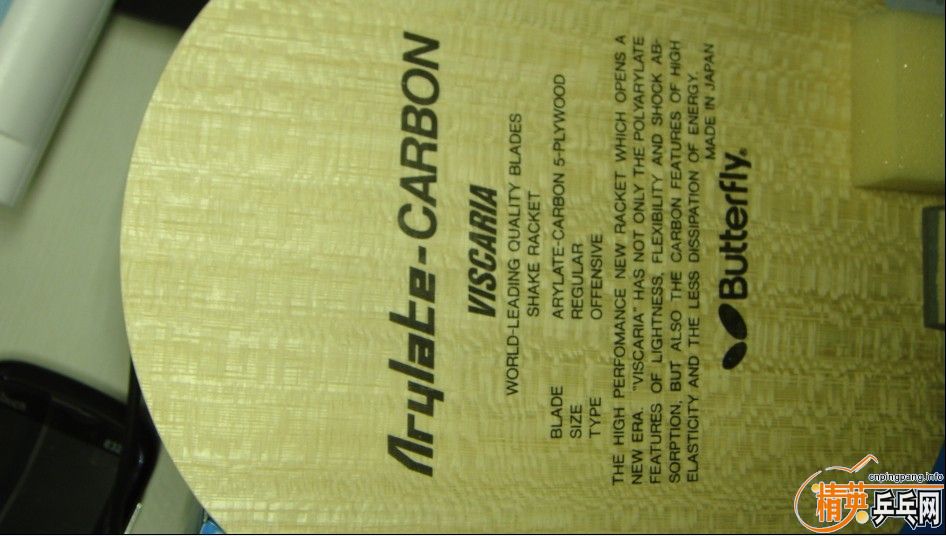 Arylate-CARBON
VISCARIA
WORLD-LEADING QUALITY BLADES
SHAKE RACKET
BLADE ARYLATE-CARBON 5-PLYWOOD
SIZE REGULAR
TYPE OFFENSIVE
THE HIGH PERFOMANCE NEW RACKET WHICH OPENS A
NEW ERA. "VISCARIA" HAS NOT ONLY THE POLYARYLATE
FEATURES OF LIGHTNESS, FLEXIBILITY AND SHOCK AB-
SORPTION, BUT ALSO THE CARBON FEATURES OF HIGH
ELASTICITY AND THE LESS DISSIPATION OF ENERGY.
MADE IN JAPAN
Butterfly®
cnpingpang.info
精英乒乓网